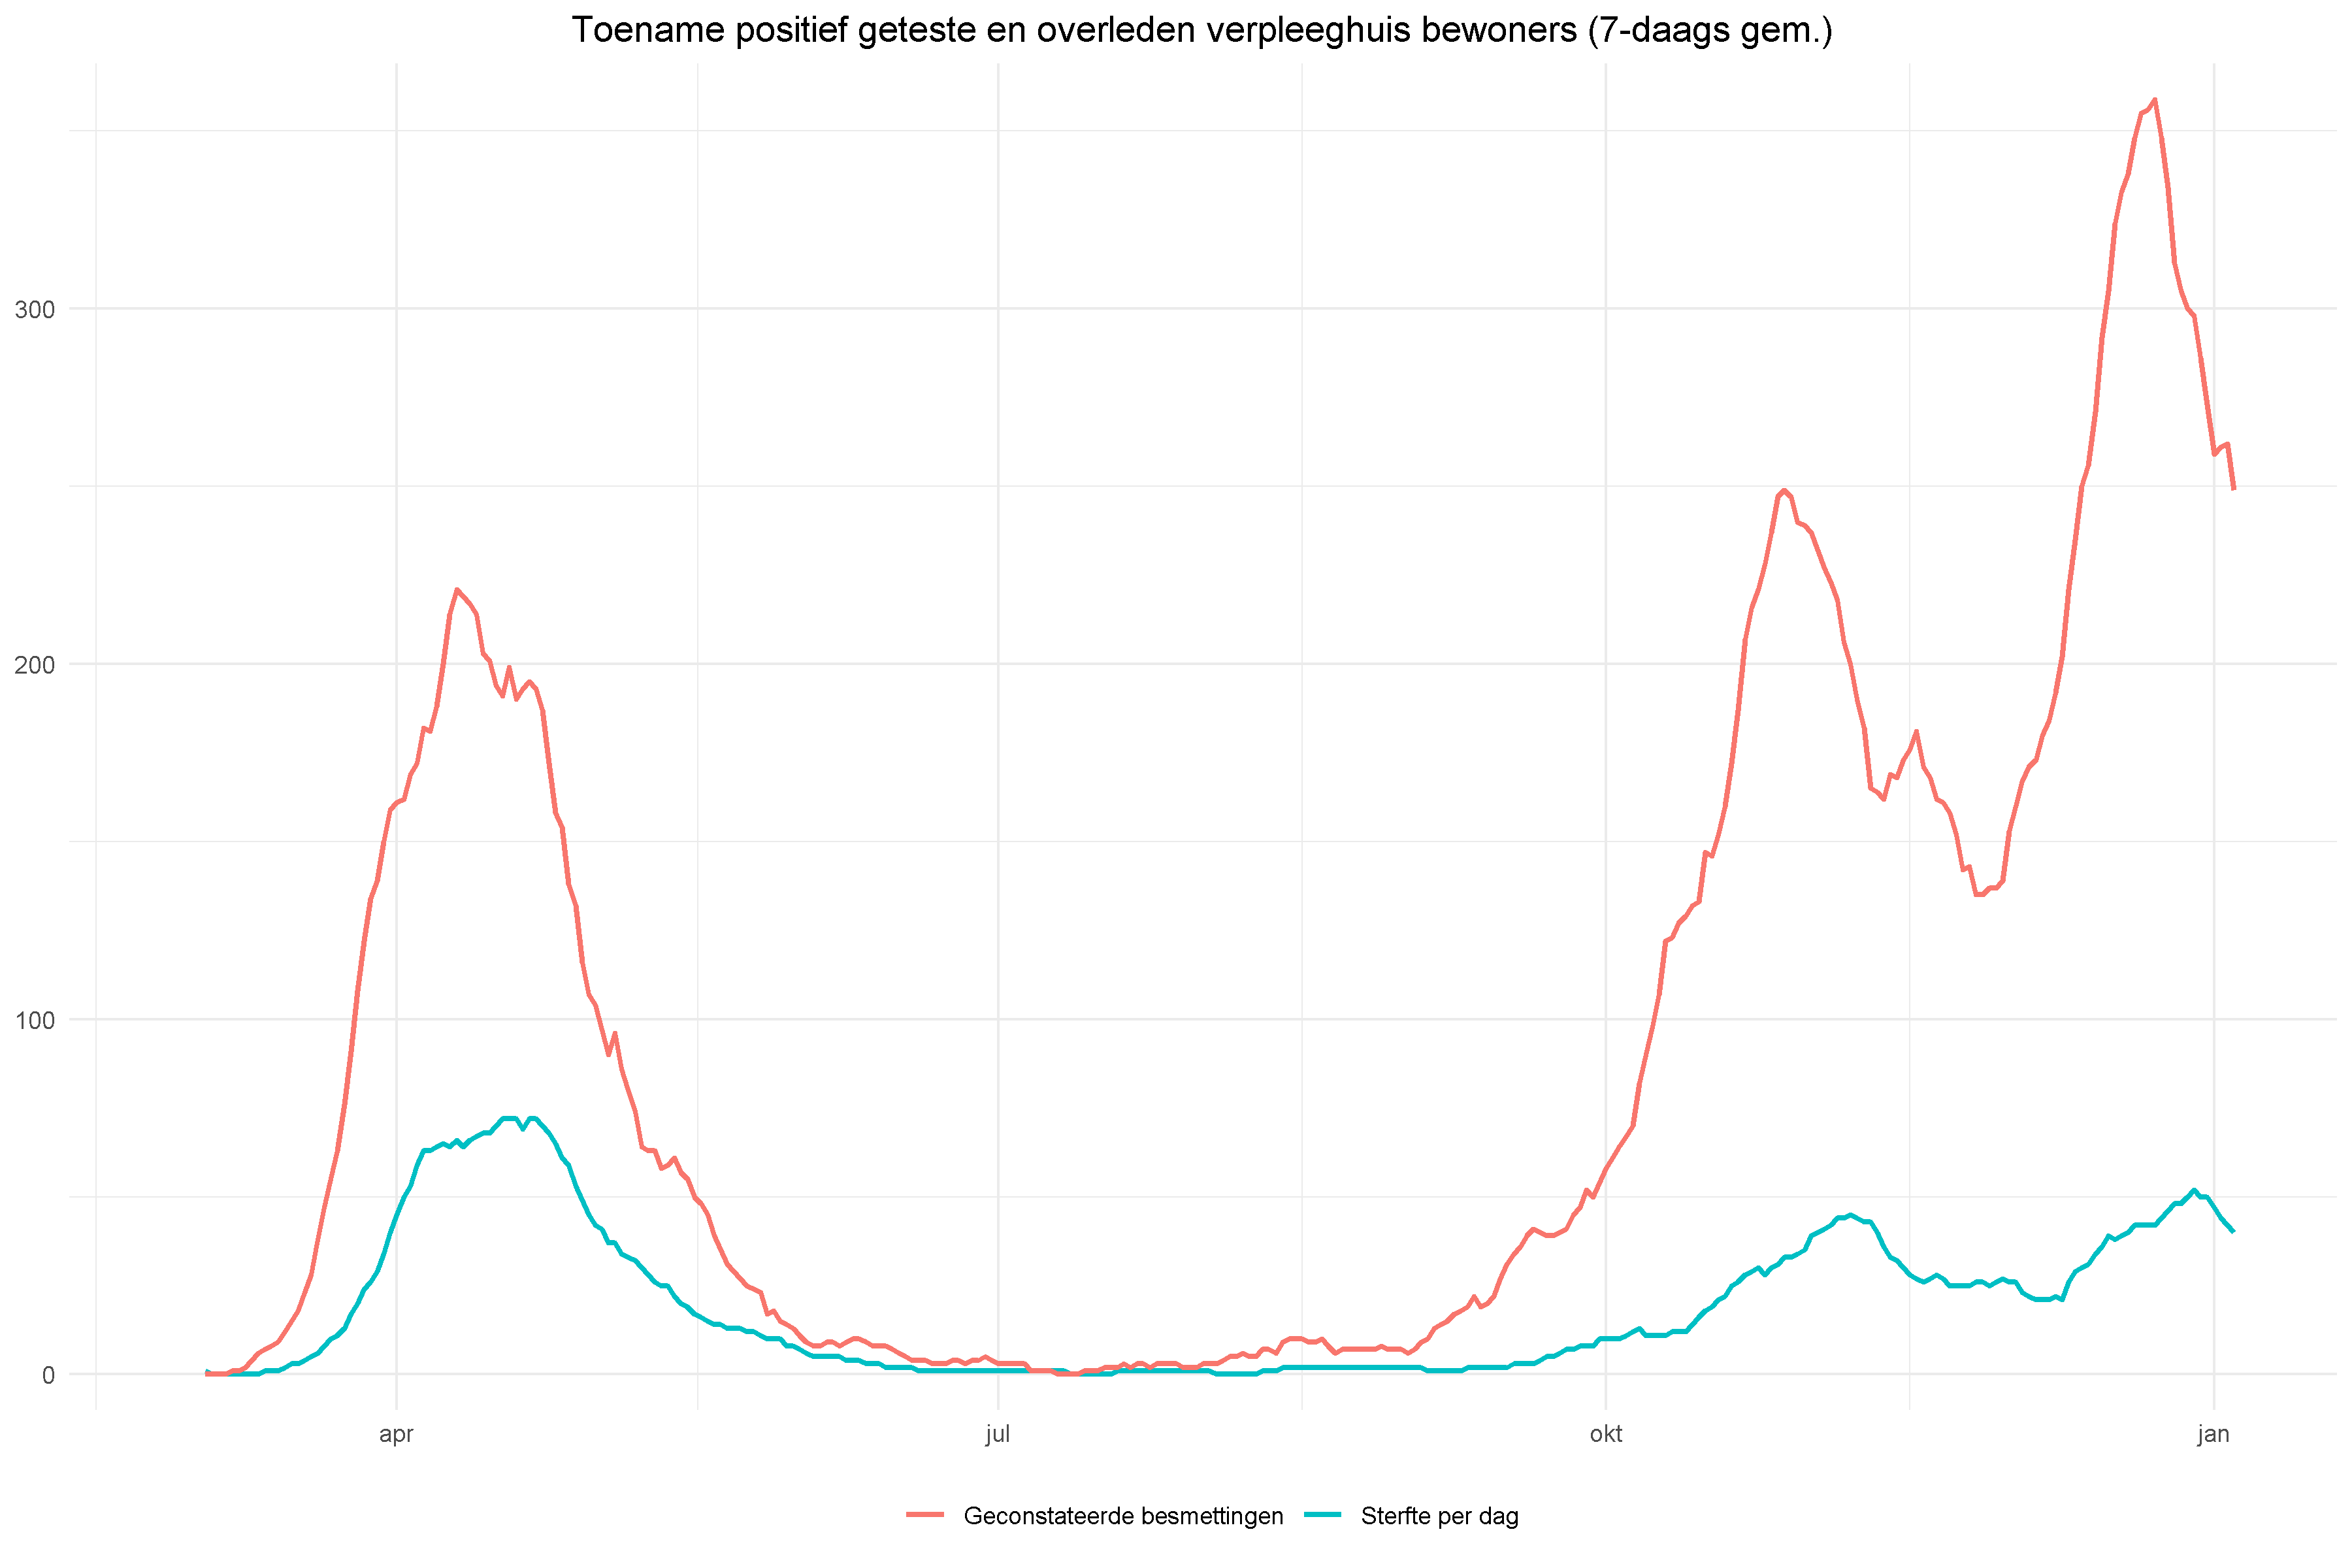 Toename positief geteste en overleden verpleeghuis bewoners (7-daags gem.)
300
200
100
0
apr jul okt jan
Geconstateerde besmettingen Sterfte per dag